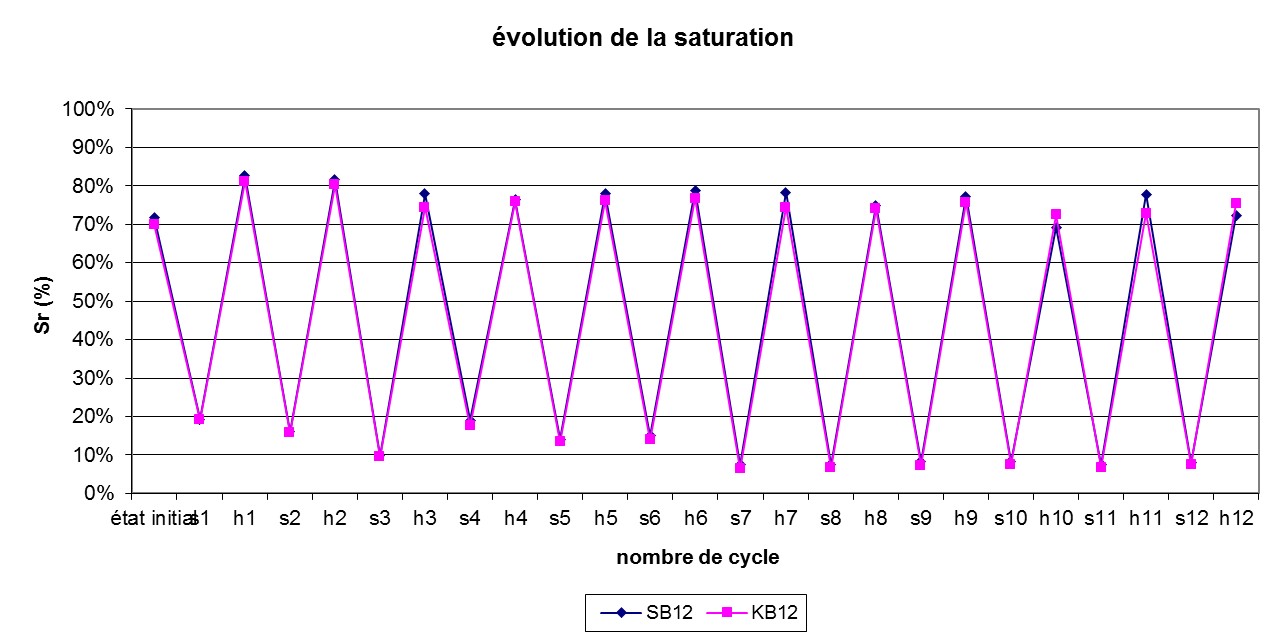 évolution de la saturation
100%
90%
80%
70%
60%
50%
40%
30%
20%
10%
0%
Sr (%)
état initial s1 h1 s2 h2 s3 h3 s4 h4 s5 h5 s6 h6 s7 h7 s8 h8 s9 h9 s10 h10 s11 h11 s12 h12
nombre de cycle
SB12 KB12